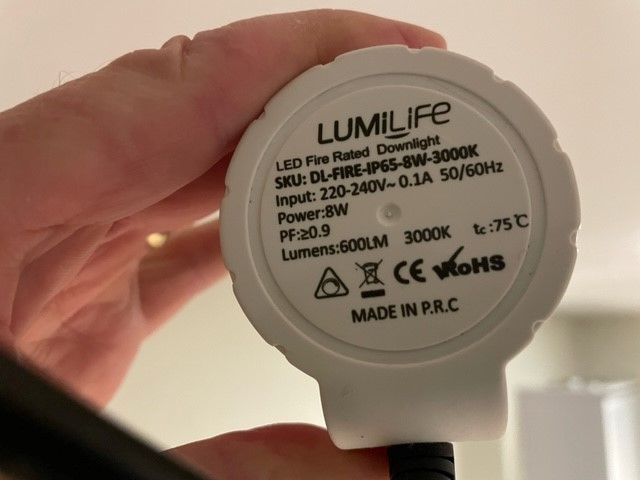 LUMiLiFe
LED Fire Rated Downlight
SKU: DL-FIRE-IP65-8W-3000K
Input: 220-240V~ 0.1A 50/60Hz
Power:8W
PF:≥0.9
Lumens:600LM 3000K tc:75℃
CE RoHS
MADE IN P.R.C